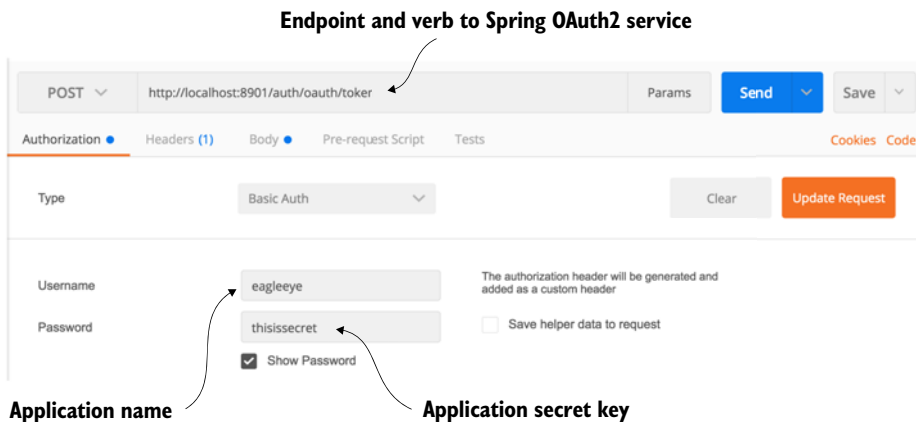 Endpoint and verb to Spring OAuth2 service
POST http://localhost:8901/auth/oauth/toker Params Send Save
Authorization Headers (1) Body Pre-request Script Tests Cookies Code
Type Basic Auth Clear Update Request
Username eagleeye The authorization header will be generated and
added as a custom header
Password thisissecret Save helper data to request
Show Password
Application name Application secret key